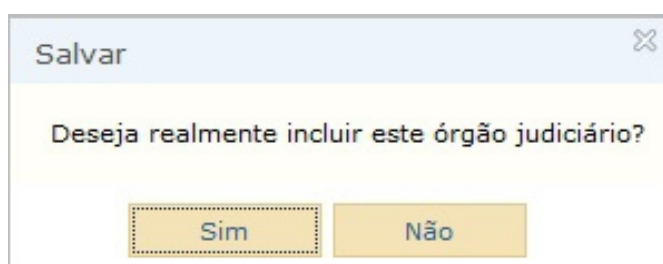 Salvar
Deseja realmente incluir este órgão judiciário?
Sim Não